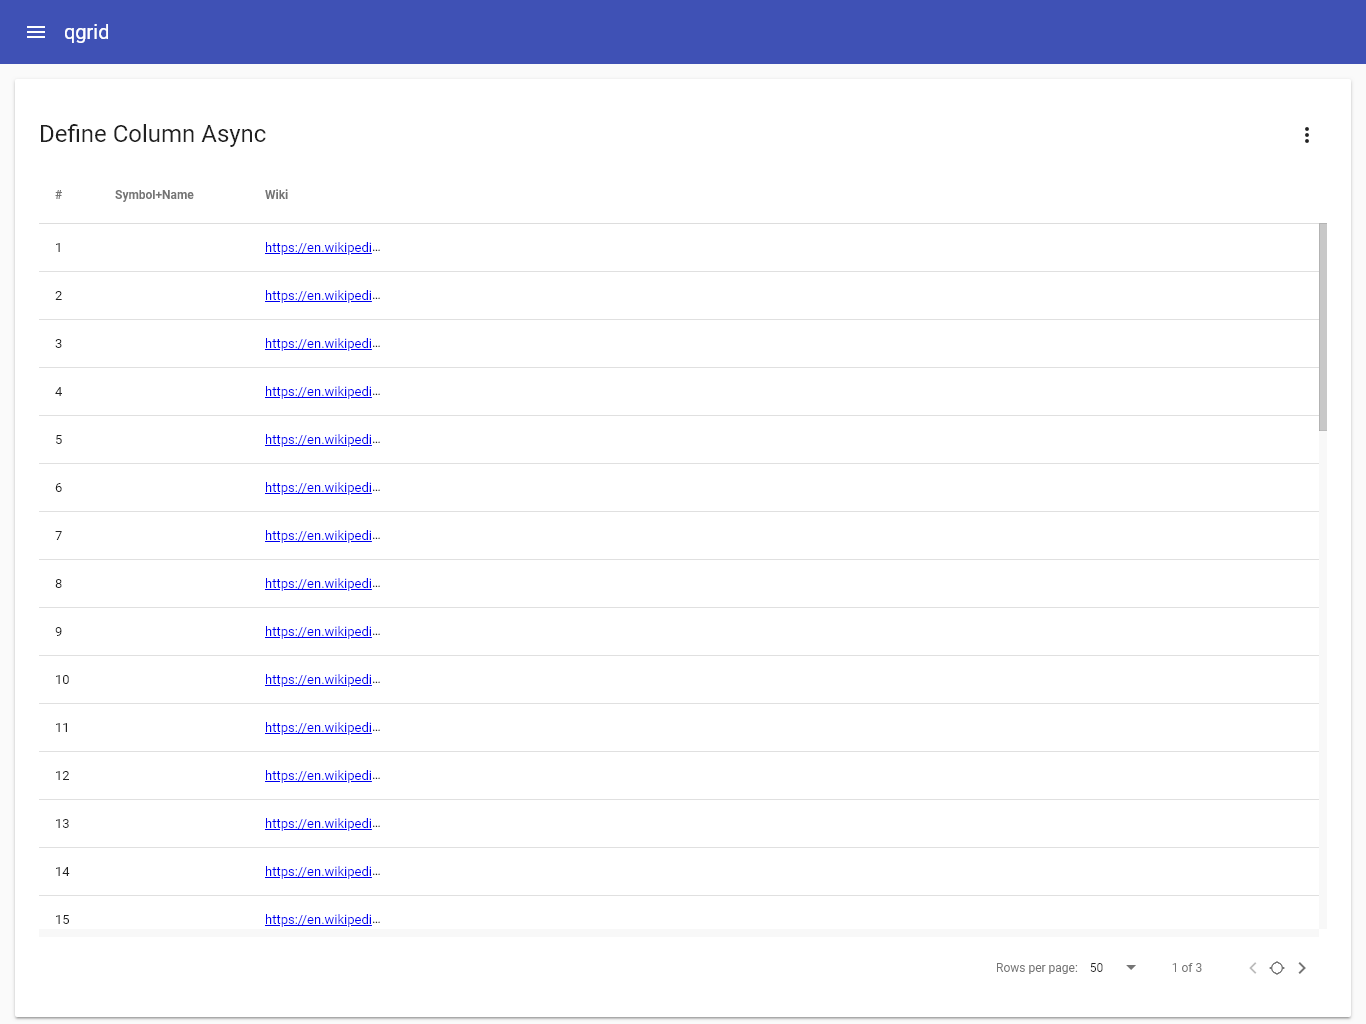 qgrid
Define Column Async
# Symbol+Name Wiki
1 https://en.wikipedi...
2 https://en.wikipedi...
3 https://en.wikipedi...
4 https://en.wikipedi...
5 https://en.wikipedi...
6 https://en.wikipedi...
7 https://en.wikipedi...
8 https://en.wikipedi...
9 https://en.wikipedi...
10 https://en.wikipedi...
11 https://en.wikipedi...
12 https://en.wikipedi...
13 https://en.wikipedi...
14 https://en.wikipedi...
15 https://en.wikipedi...
Rows per page: 50 1 of 3